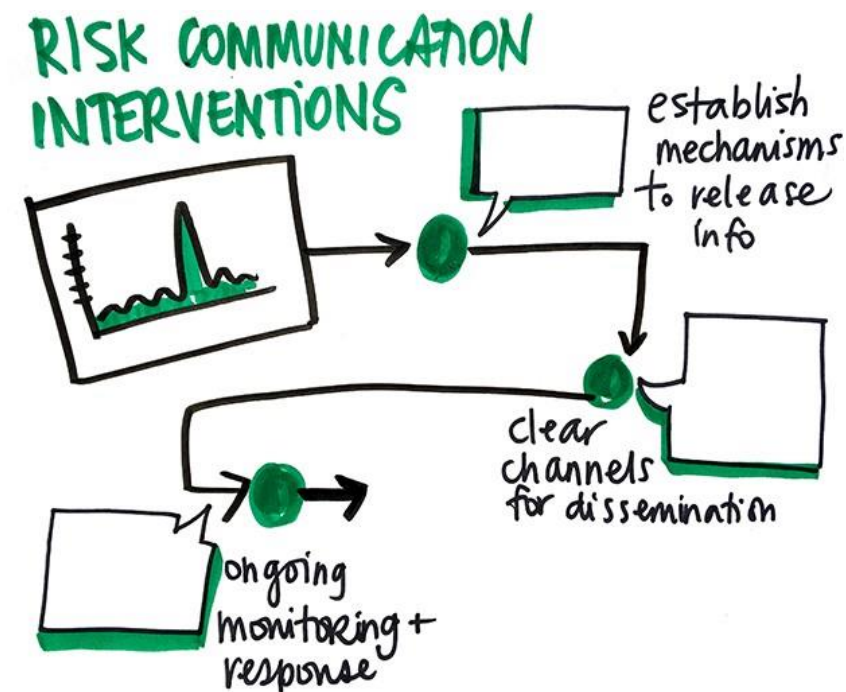 RISK COMMUNICATION
INTERVENTIONS
establish
mechanisms
to release
info
clear
channels
for dissemination
ongoing
monitoring +
response